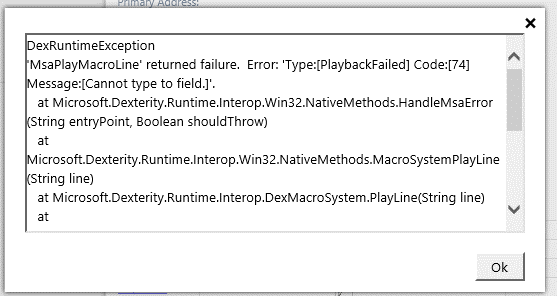 Primary Address:
DexRuntimeException
'MsaPlayMacroLine' returned failure.  Error: 'Type:[PlaybackFailed] Code:[74]
Message:[Cannot type to field.]'.
   at Microsoft.Dexterity.Runtime.Interop.Win32.NativeMethods.HandleMsaError
(String entryPoint, Boolean shouldThrow)
   at
Microsoft.Dexterity.Runtime.Interop.Win32.NativeMethods.MacroSystemPlayLine
(String line)
   at Microsoft.Dexterity.Runtime.Interop.DexMacroSystem.PlayLine(String line)
   at
Ok